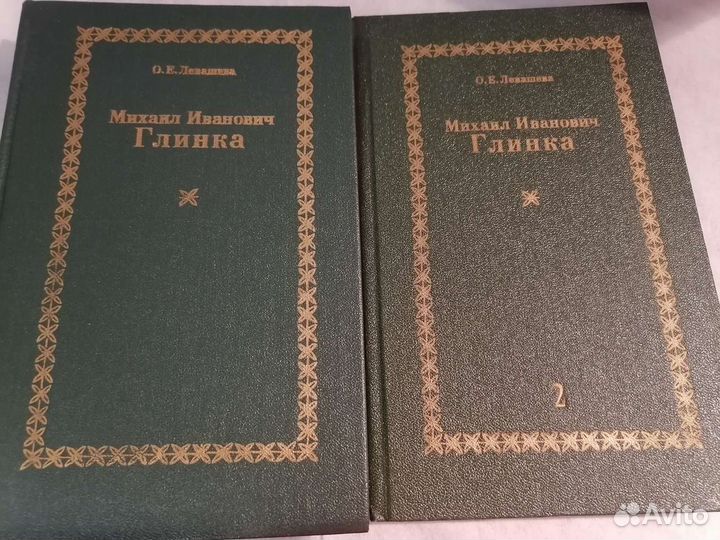 О. Е. Левашева
Михаил Иванович
Глинка
О. Е. Левашева
Михаил Иванович
Глинка
2
Avito